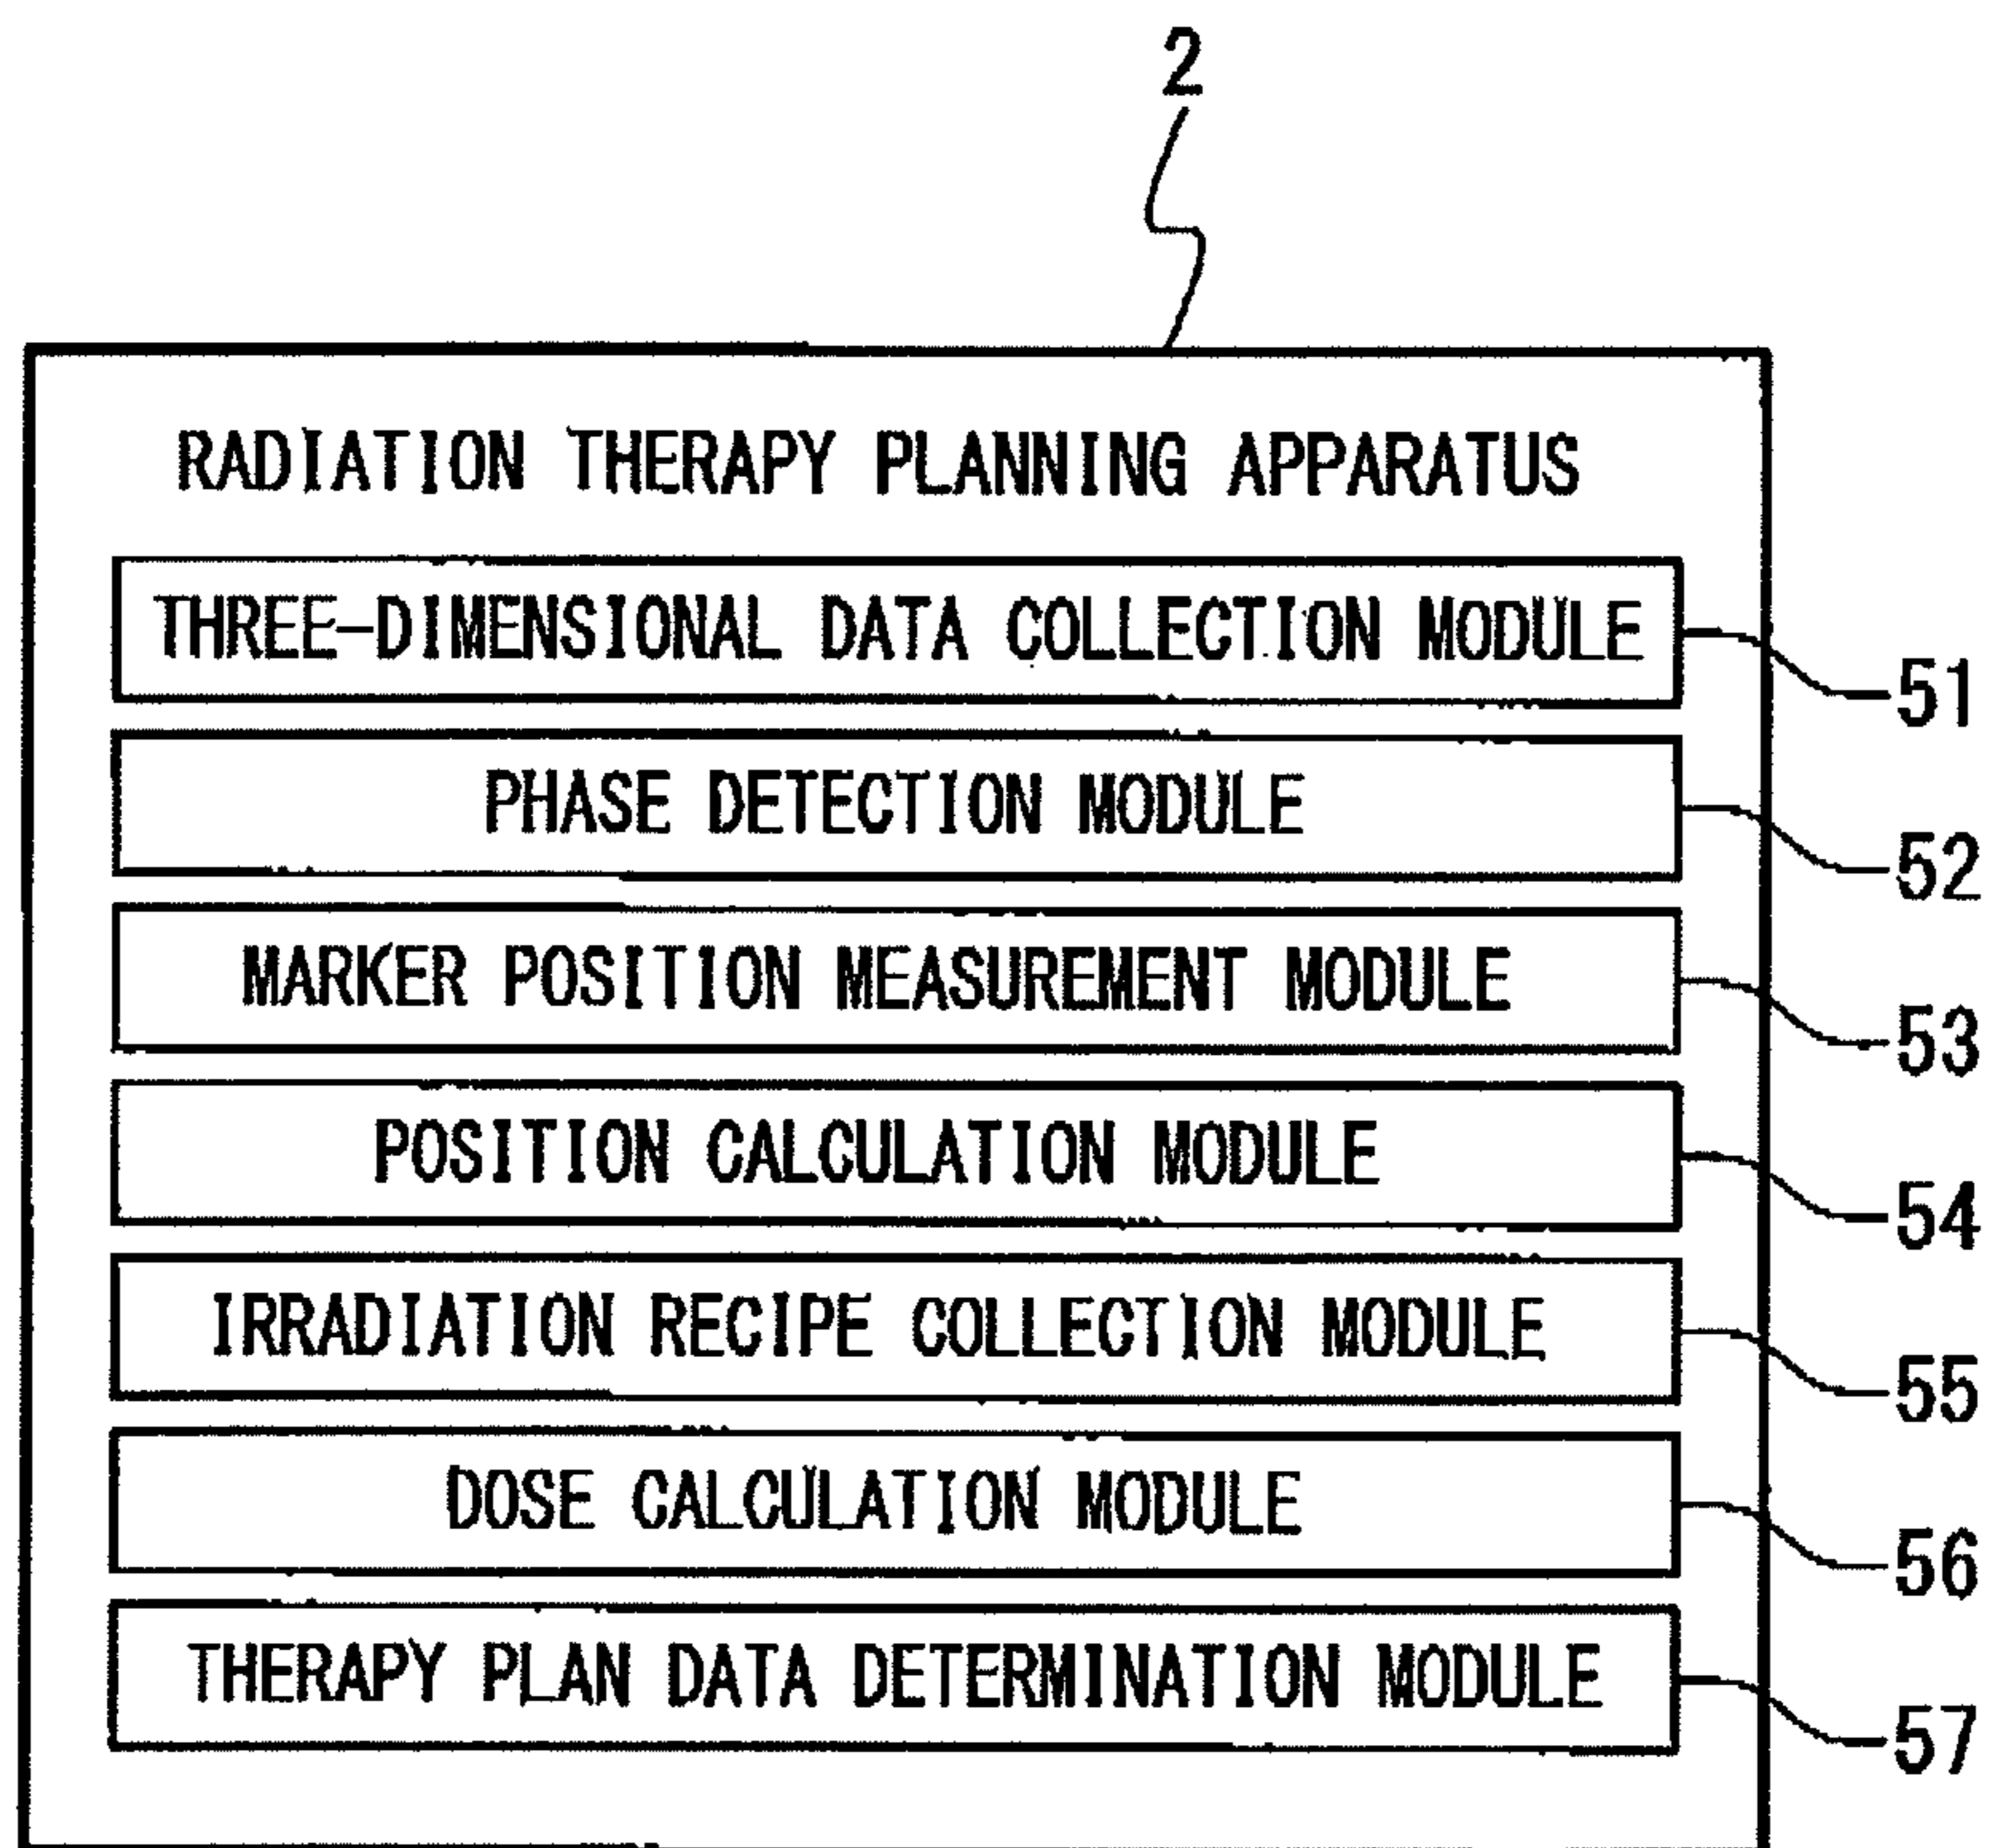 2
RADIATION THERAPY PLANNING APPARATUS
THREE-DIMENSIONAL DATA COLLECTION MODULE
51
PHASE DETECTION MODULE
52
MARKER POSITION MEASUREMENT MODULE
53
POSITION CALCULATION MODULE
54
IRRADIATION RECIPE COLLECTION MODULE
55
DOSE CALCULATION MODULE
56
THERAPY PLAN DATA DETERMINATION MODULE
57